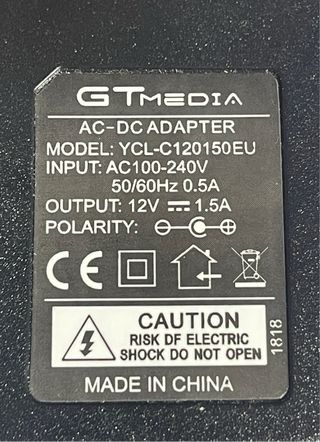 GTMEDIA
AC-DC ADAPTER
MODEL: YCL-C120150EU
INPUT: AC100-240V
50/60Hz 0.5A
OUTPUT: 12V ⎓ 1.5A
POLARITY:
CE
CAUTION
RISK DF ELECTRIC
SHOCK DO NOT OPEN
1818
MADE IN CHINA